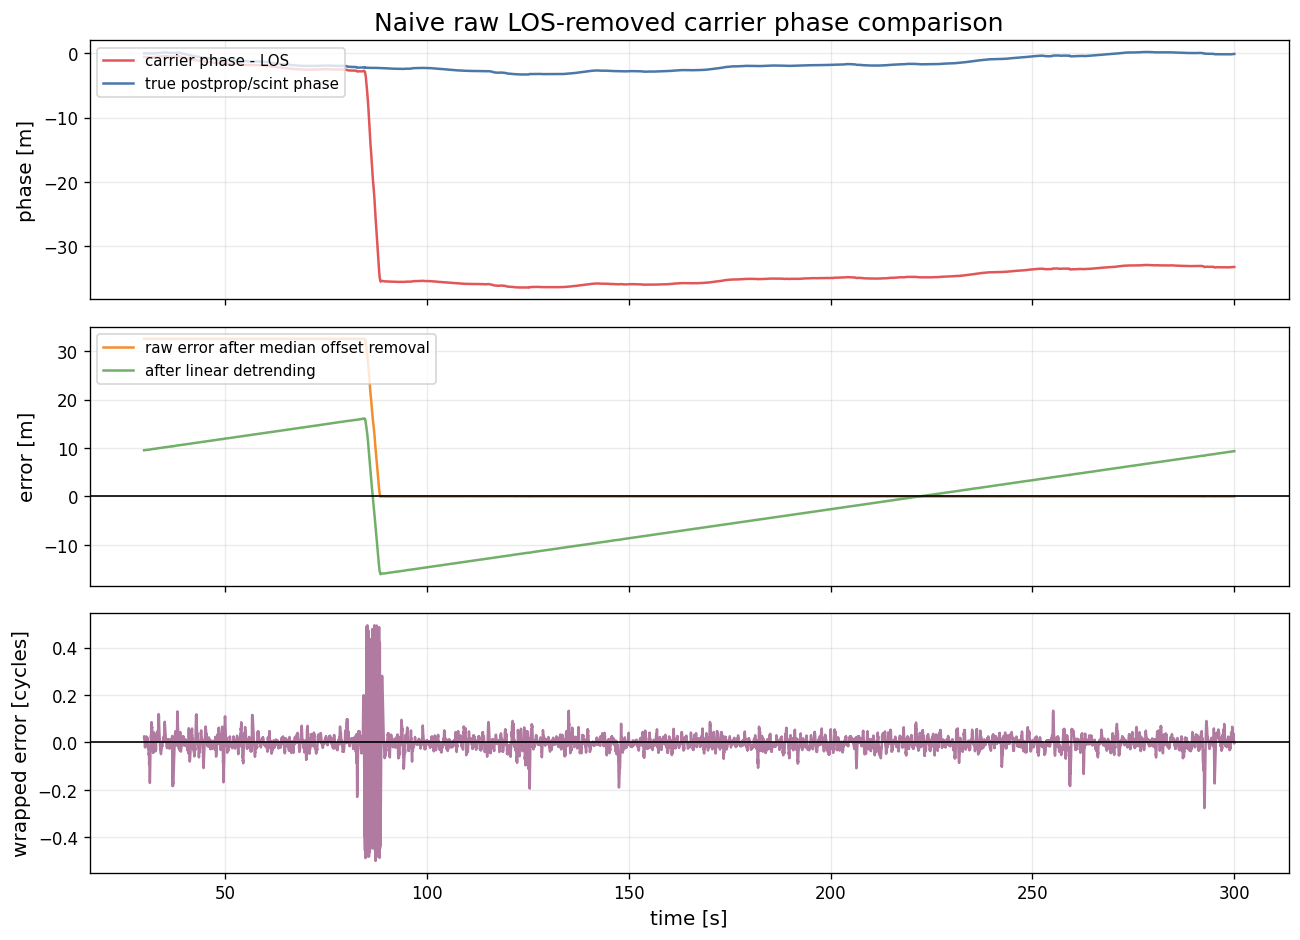 Naive raw LOS-removed carrier phase comparison
carrier phase - LOS
true postprop/scint phase
phase [m]
0
−10
−20
−30
raw error after median offset removal
after linear detrending
error [m]
30
20
10
0
−10
wrapped error [cycles]
0.4
0.2
0.0
−0.2
−0.4
50
100
150
200
250
300
time [s]